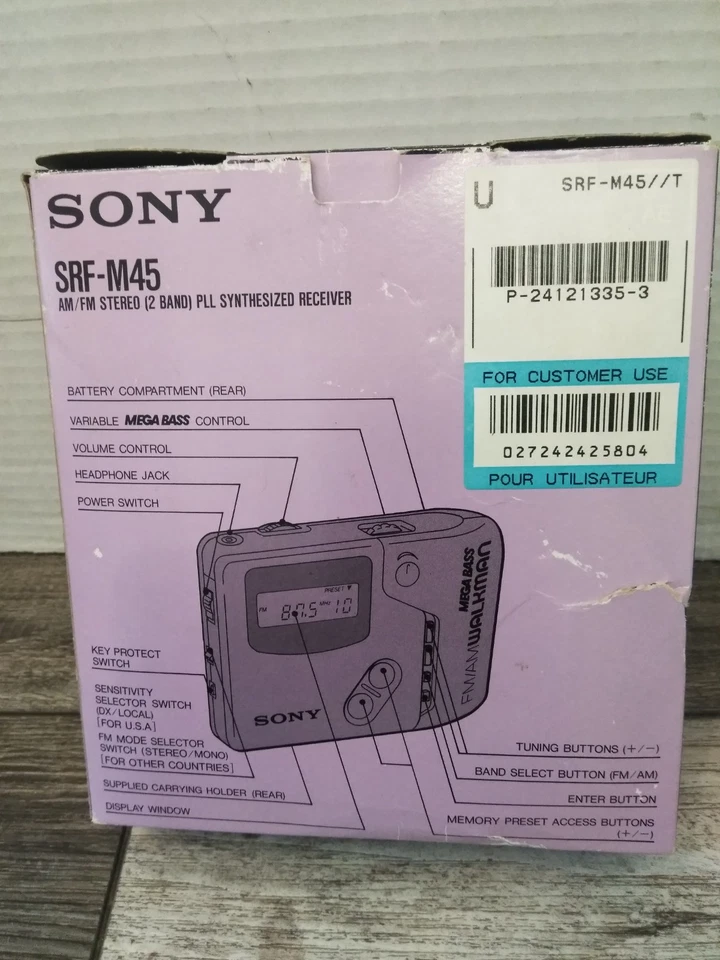 SONY
SRF-M45
AM/FM STEREO (2 BAND) PLL SYNTHESIZED RECEIVER
U
SRF-M45//T
P-24121335-3
FOR CUSTOMER USE
027242425804
POUR UTILISATEUR
BATTERY COMPARTMENT (REAR)
VARIABLE MEGA BASS CONTROL
VOLUME CONTROL
HEADPHONE JACK
POWER SWITCH
PRESET ▼
FM 87.5 MHz 10
MEGA BASS
FM/AM WALKMAN
SONY
KEY PROTECT
SWITCH
SENSITIVITY
SELECTOR SWITCH
(DX/LOCAL)
[FOR U.S.A]
FM MODE SELECTOR
SWITCH (STEREO/MONO)
[FOR OTHER COUNTRIES]
SUPPLIED CARRYING HOLDER (REAR)
DISPLAY WINDOW
TUNING BUTTONS (+/−)
BAND SELECT BUTTON (FM/AM)
ENTER BUTTON
MEMORY PRESET ACCESS BUTTONS
(+/−)